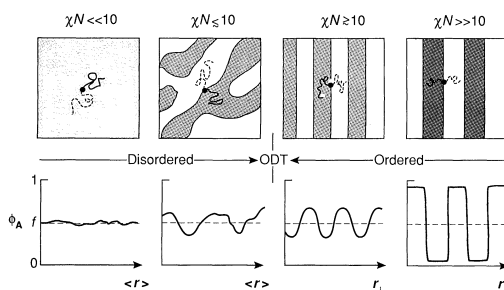 χN<<10
χN≲10
χN≳10
χN>>10
Disordered
ODT
Ordered
1
ϕA
f
0
<r>
<r>
r
r